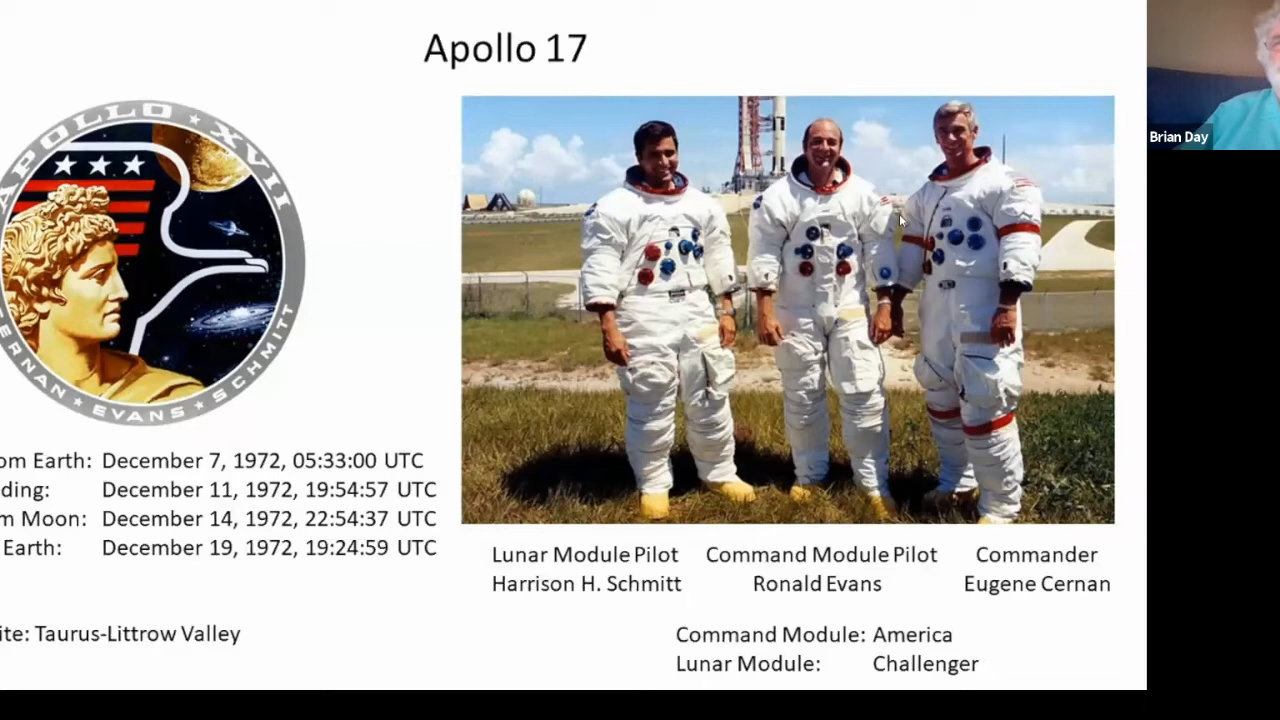 Apollo 17
APOLLO XVII
ERNAN ★ EVANS ★ SCHMITT
om Earth: December 7, 1972, 05:33:00 UTC
ding: December 11, 1972, 19:54:57 UTC
m Moon: December 14, 1972, 22:54:37 UTC
Earth: December 19, 1972, 19:24:59 UTC
ite: Taurus-Littrow Valley
Lunar Module Pilot
Harrison H. Schmitt
Command Module Pilot
Ronald Evans
Commander
Eugene Cernan
Command Module: America
Lunar Module: Challenger
Brian Day